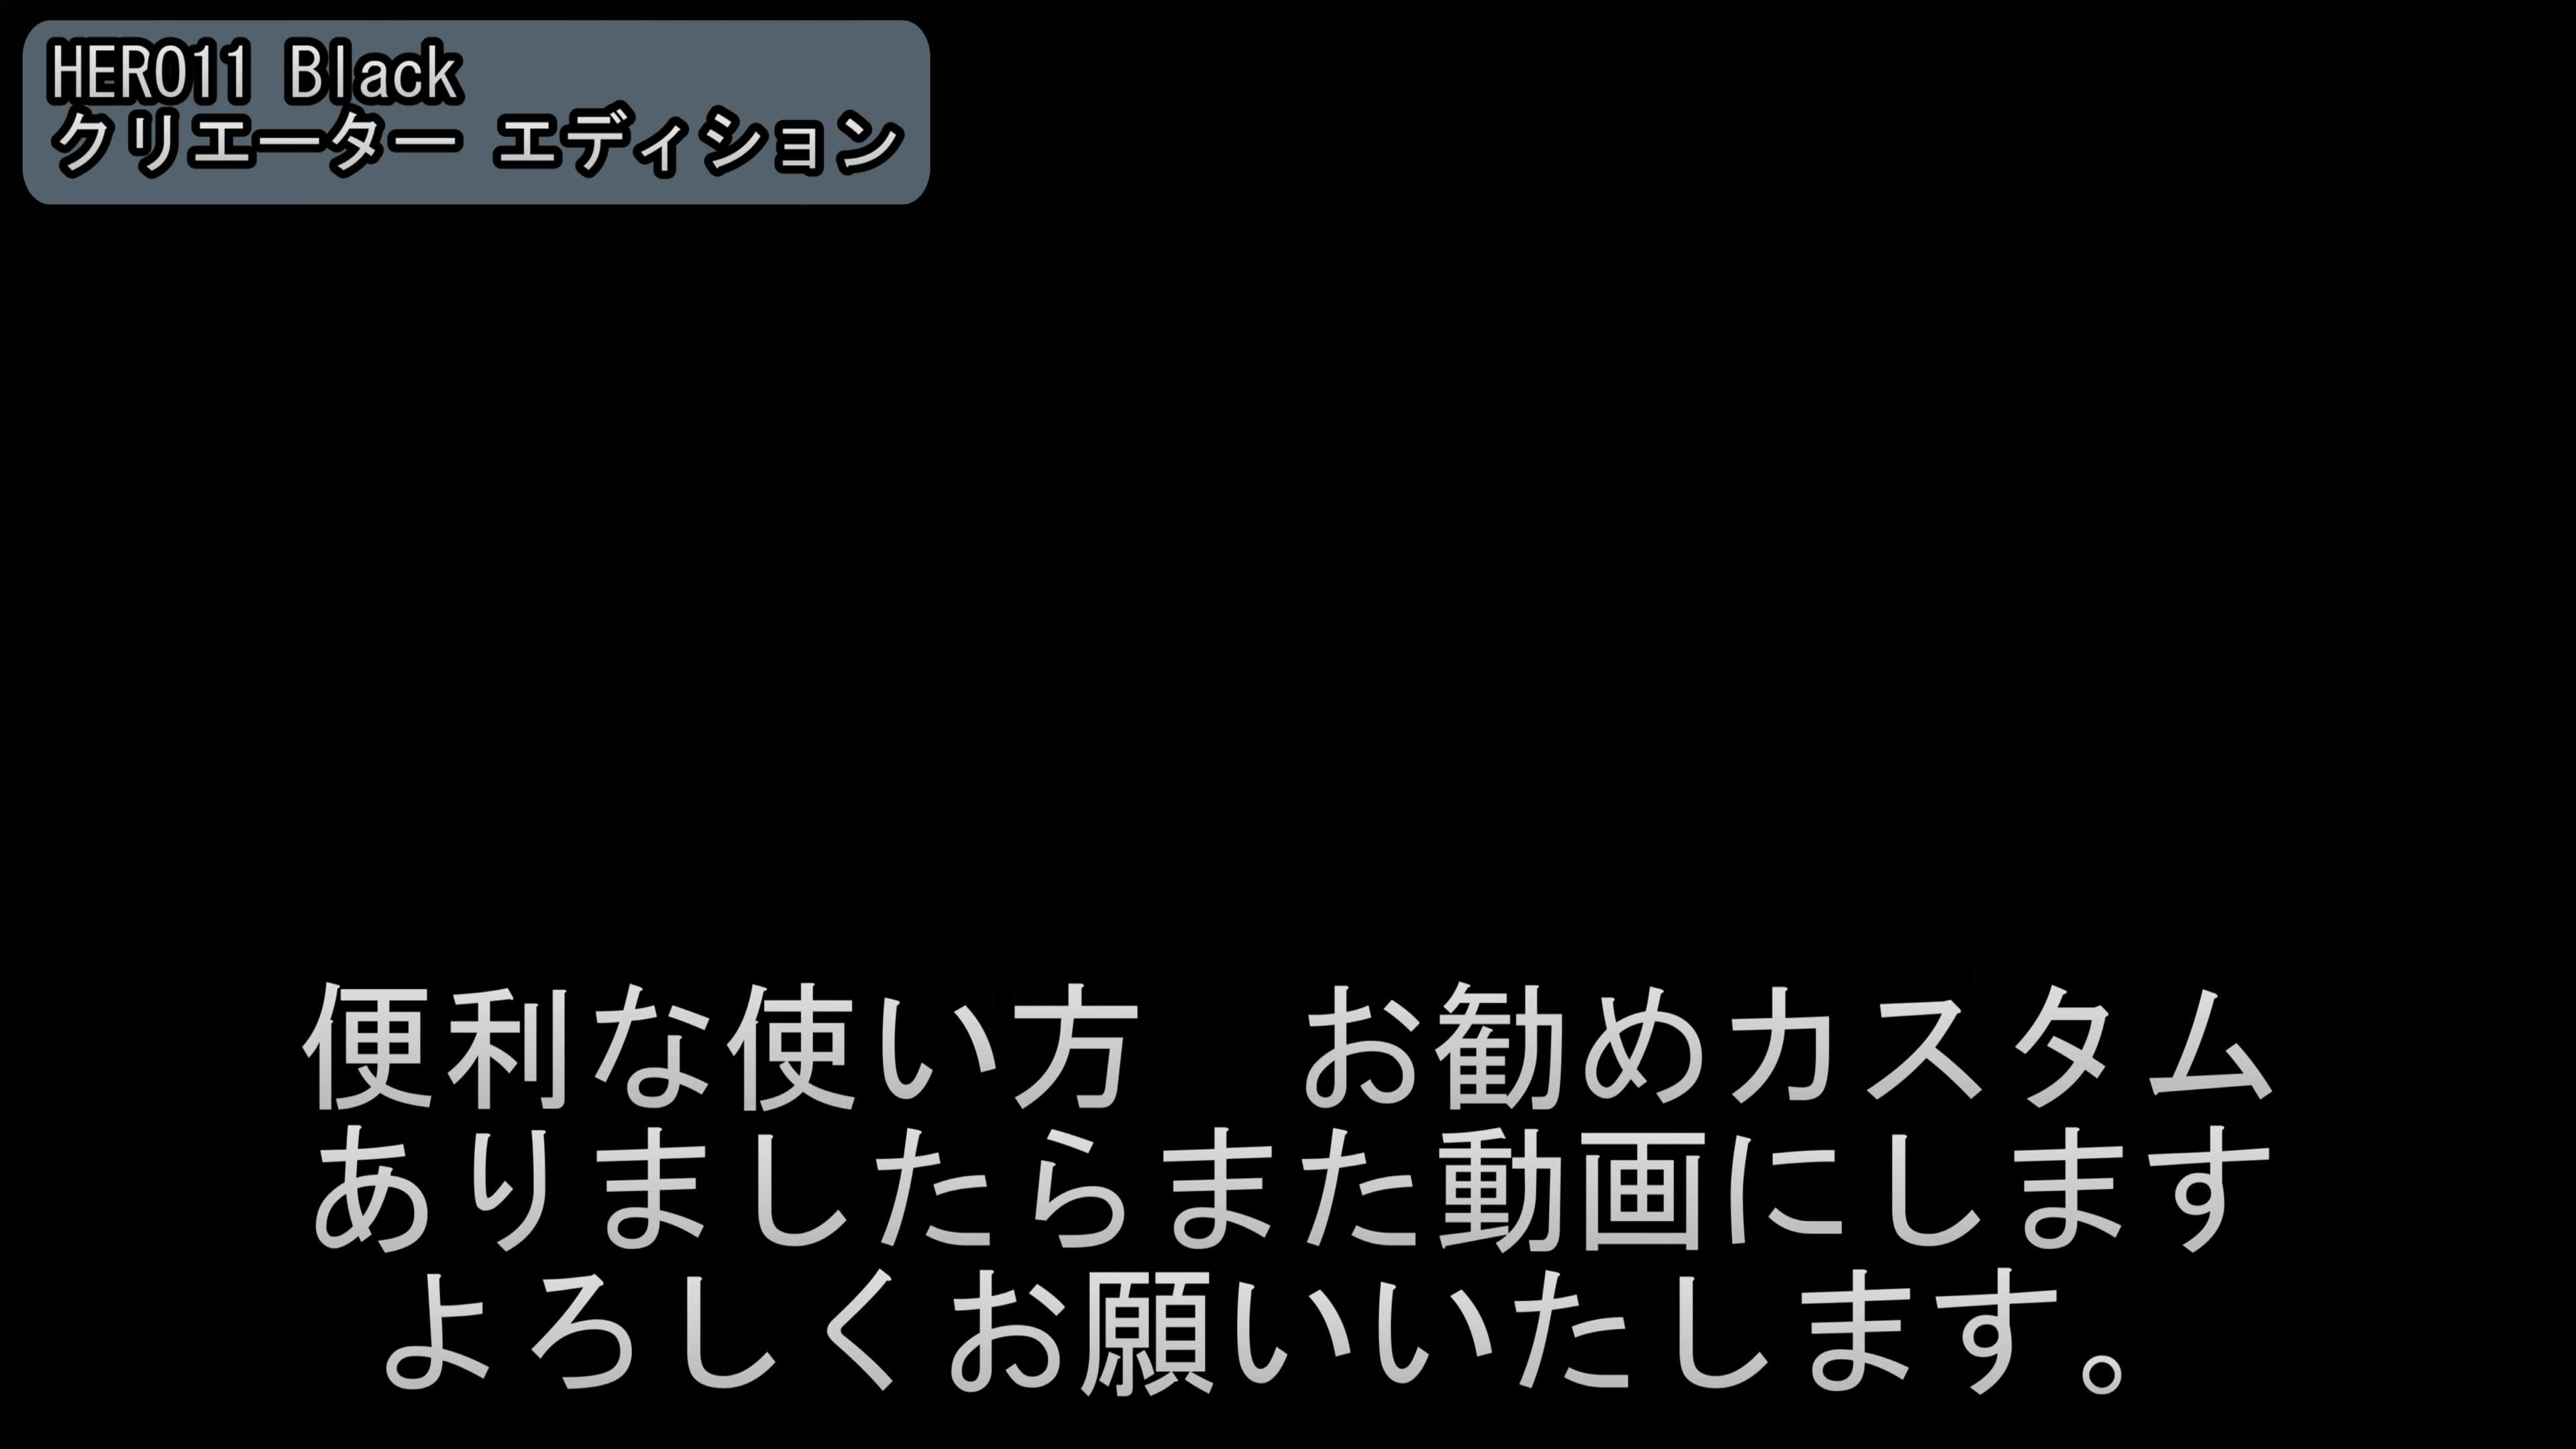 HERO11 Black
クリエーター エディション
便利な使い方　お勧めカスタム
ありましたらまた動画にします
よろしくお願いいたします。